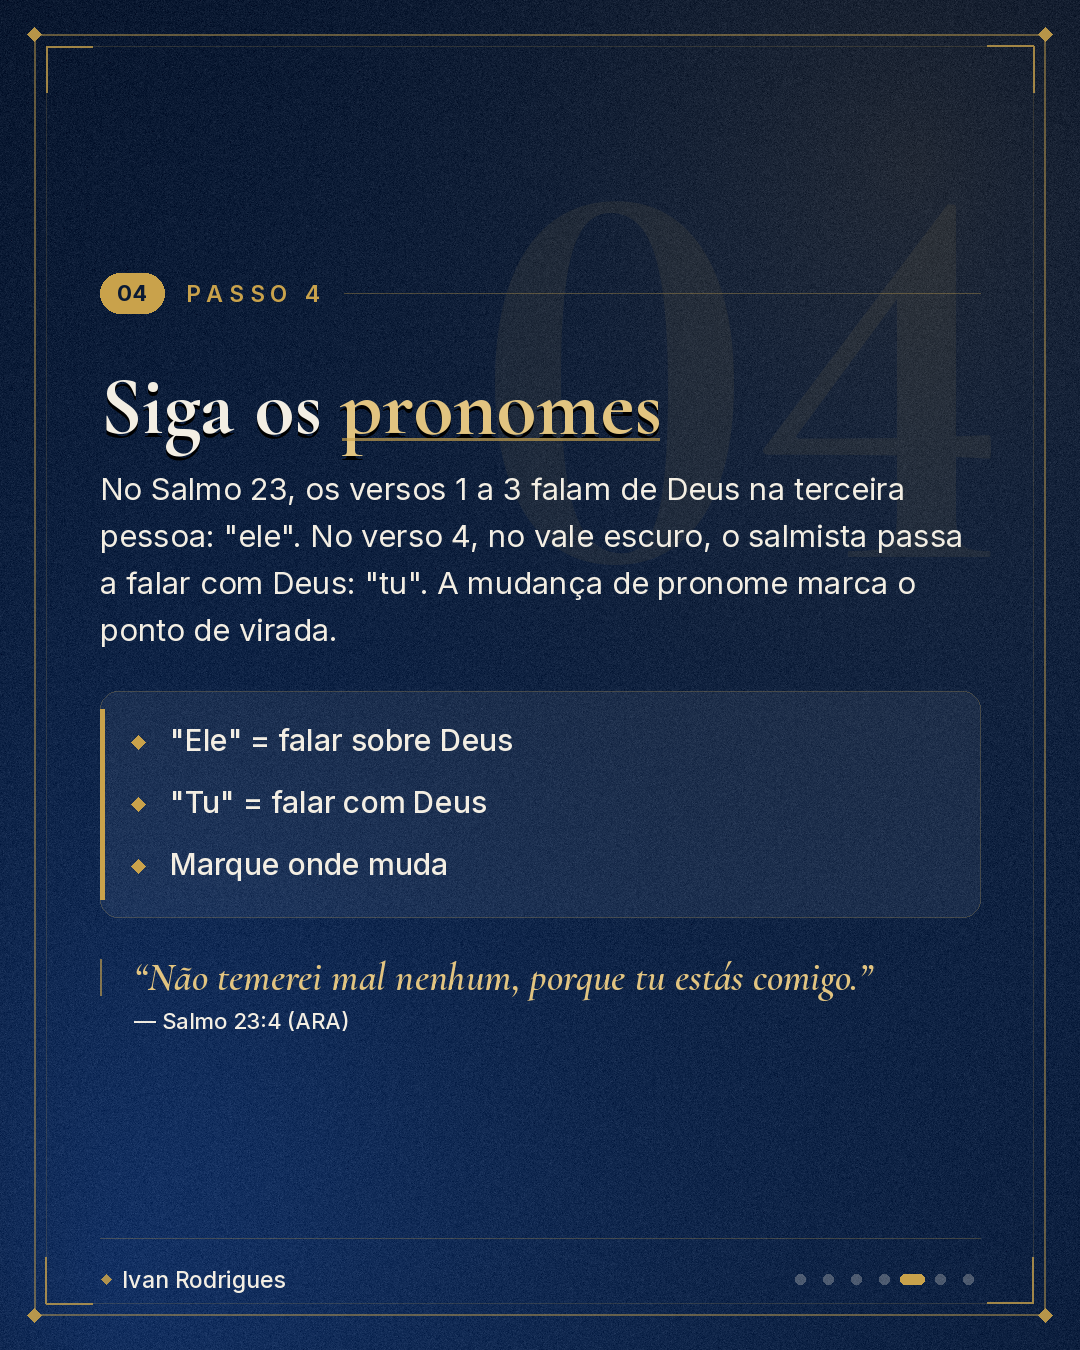 04 PASSO 4
04
Siga os pronomes
No Salmo 23, os versos 1 a 3 falam de Deus na terceira
pessoa: "ele". No verso 4, no vale escuro, o salmista passa
a falar com Deus: "tu". A mudança de pronome marca o
ponto de virada.
"Ele" = falar sobre Deus
"Tu" = falar com Deus
Marque onde muda
“Não temerei mal nenhum, porque tu estás comigo.”
— Salmo 23:4 (ARA)
Ivan Rodrigues